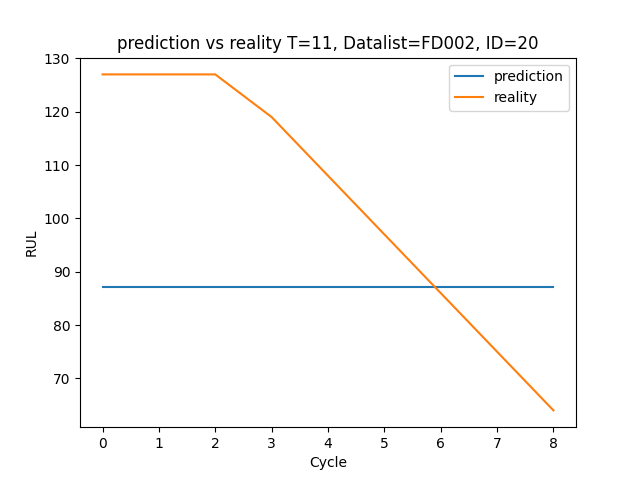 prediction vs reality T=11, Datalist=FD002, ID=20
prediction
reality
130
120
110
100
90
80
70
RUL
0 1 2 3 4 5 6 7 8
Cycle